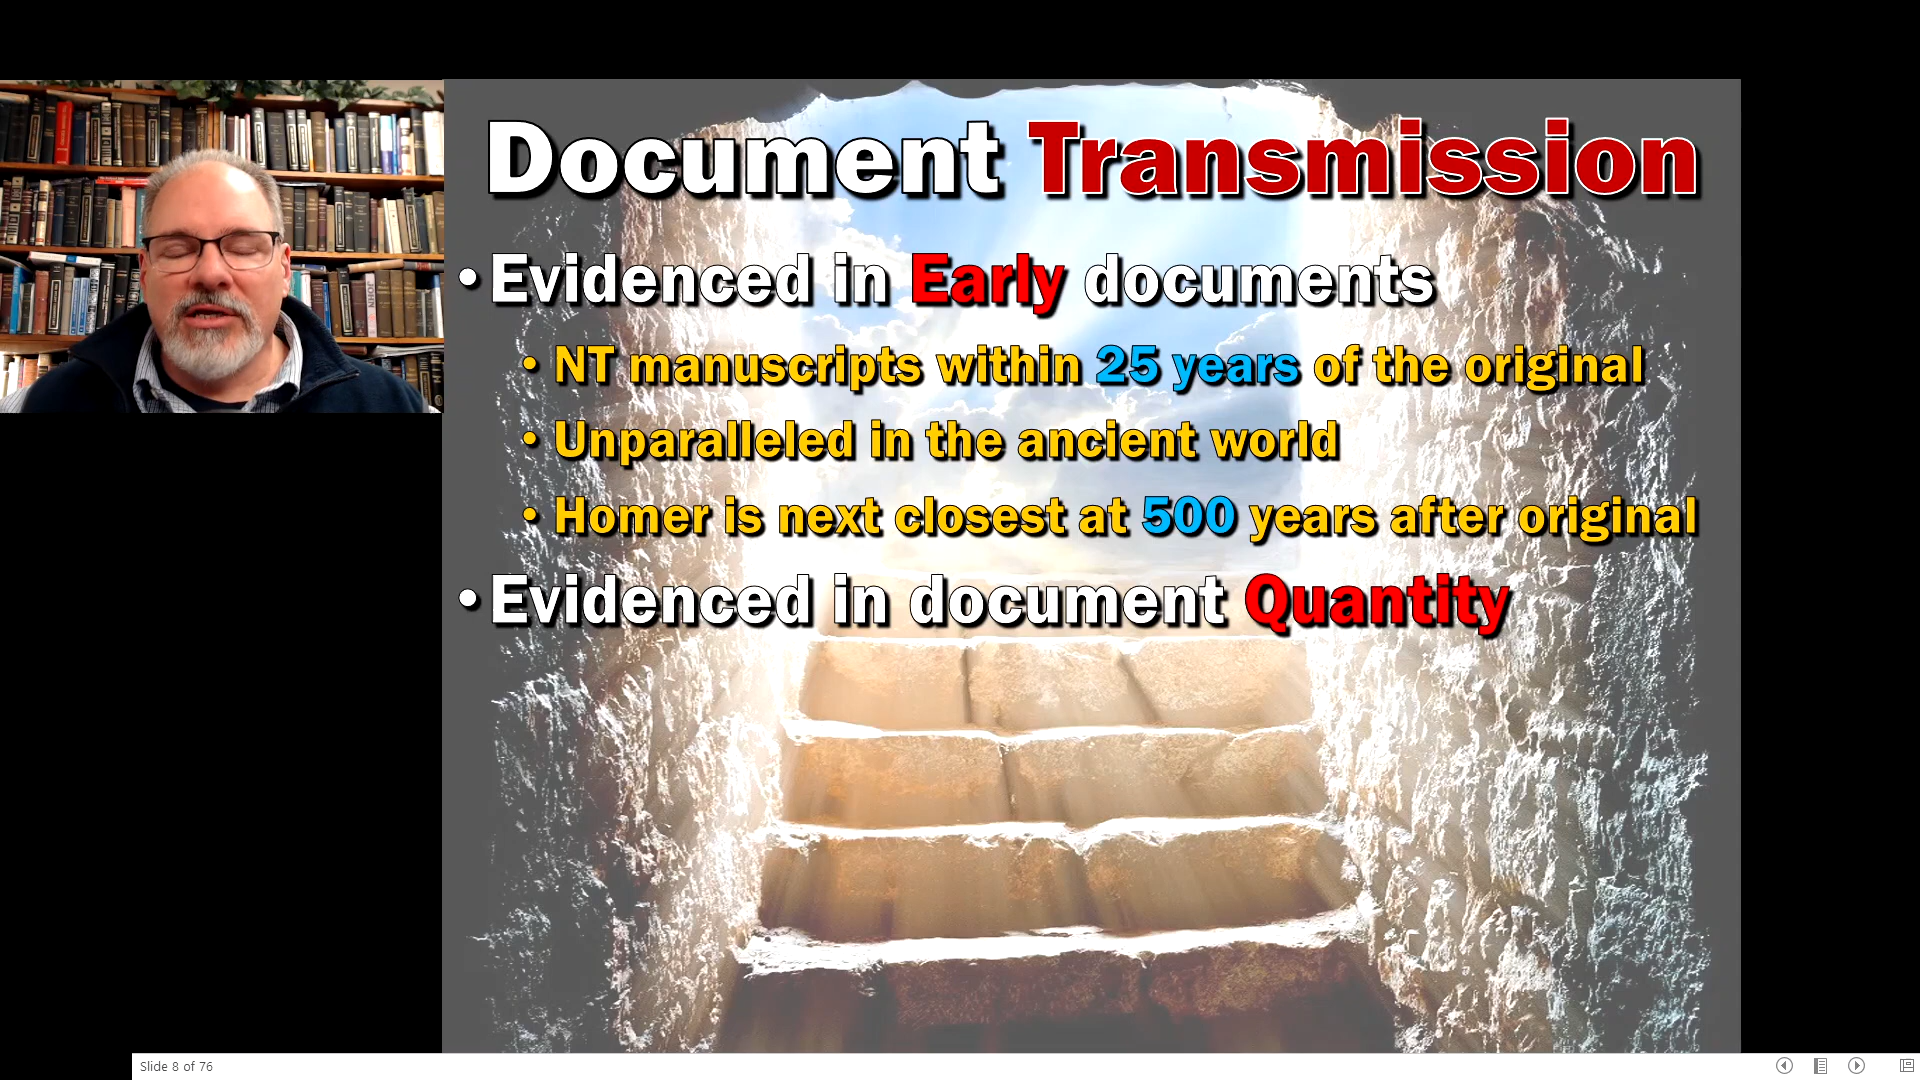 Document Transmission
• Evidenced in Early documents
• NT manuscripts within 25 years of the original
• Unparalleled in the ancient world
• Homer is next closest at 500 years after original
• Evidenced in document Quantity
JOHN
Slide 8 of 76